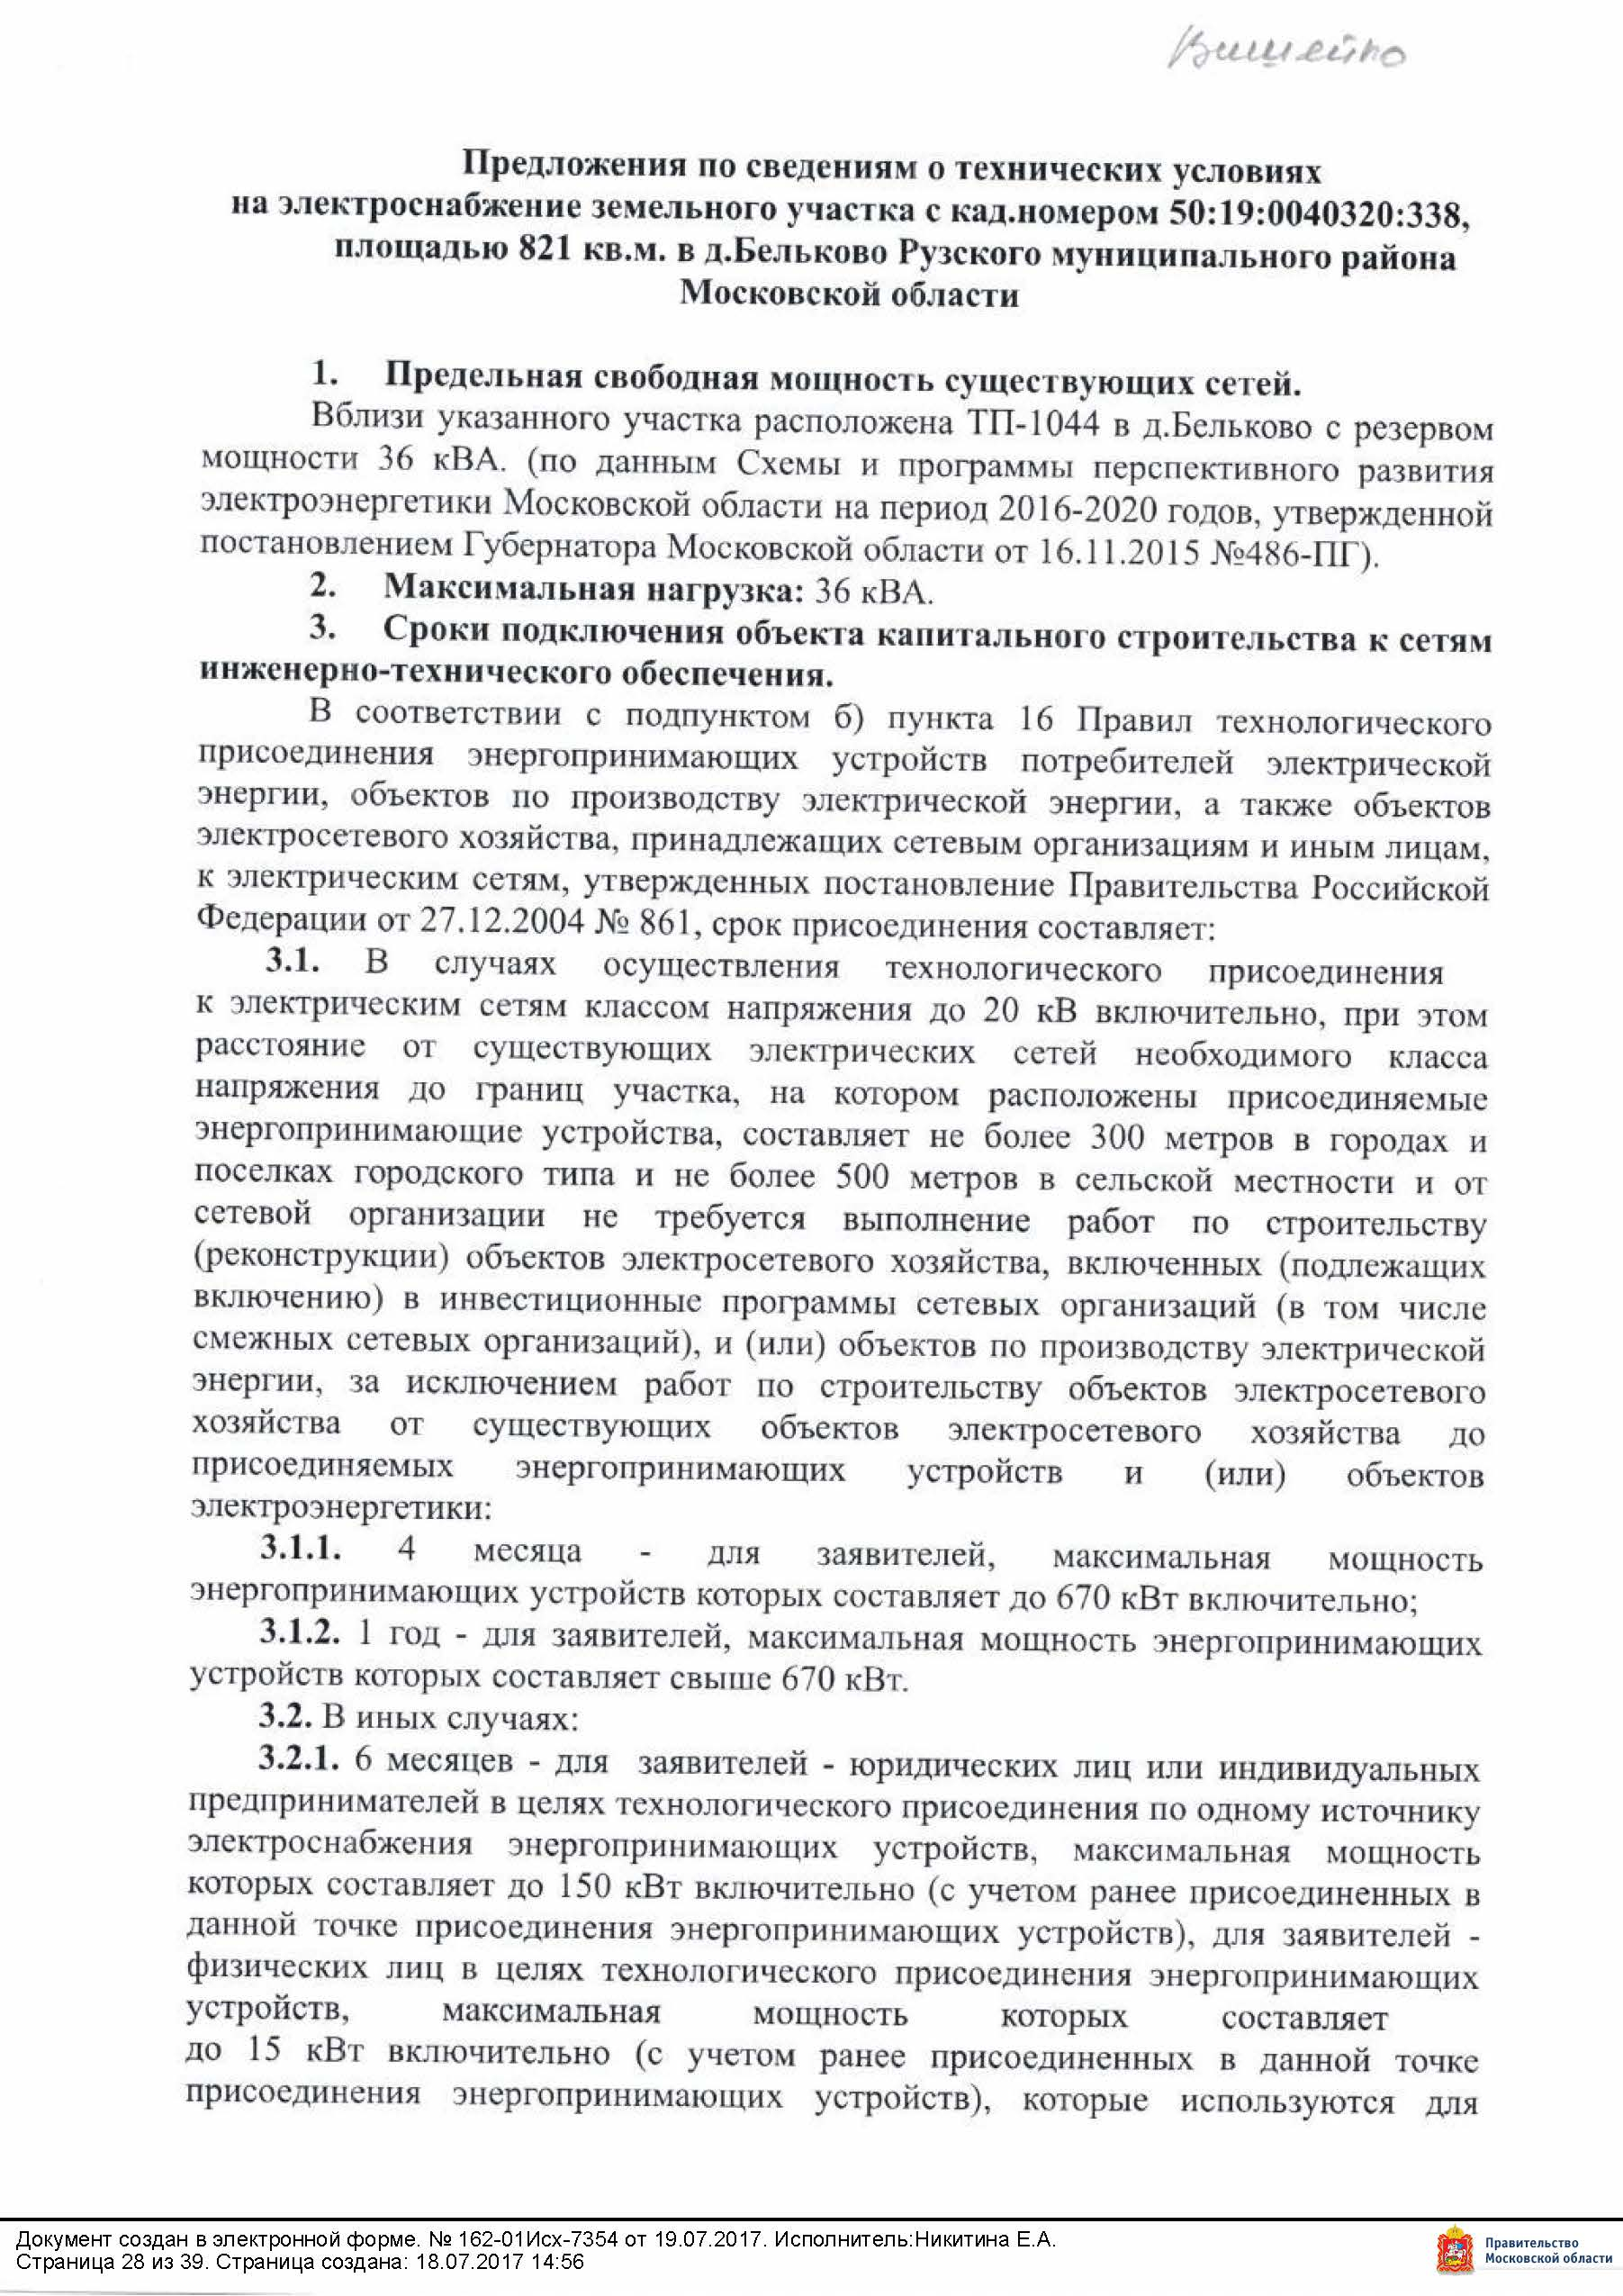 Предложения по сведениям о технических условиях
на электроснабжение земельного участка с кад.номером 50:19:0040320:338,
площадью 821 кв.м. в д.Бельково Рузского муниципального района
Московской области
1. Предельная свободная мощность существующих сетей.
Вблизи указанного участка расположена ТП-1044 в д.Бельково с резервом
мощности 36 кВА. (по данным Схемы и программы перспективного развития
электроэнергетики Московской области на период 2016-2020 годов, утвержденной
постановлением Губернатора Московской области от 16.11.2015 №486-ПГ).
2. Максимальная нагрузка: 36 кВА.
3. Сроки подключения объекта капитального строительства к сетям
инженерно-технического обеспечения.
В соответствии с подпунктом б) пункта 16 Правил технологического
присоединения энергопринимающих устройств потребителей электрической
энергии, объектов по производству электрической энергии, а также объектов
электросетевого хозяйства, принадлежащих сетевым организациям и иным лицам,
к электрическим сетям, утвержденных постановление Правительства Российской
Федерации от 27.12.2004 № 861, срок присоединения составляет:
3.1. В случаях осуществления технологического присоединения
к электрическим сетям классом напряжения до 20 кВ включительно, при этом
расстояние от существующих электрических сетей необходимого класса
напряжения до границ участка, на котором расположены присоединяемые
энергопринимающие устройства, составляет не более 300 метров в городах и
поселках городского типа и не более 500 метров в сельской местности и от
сетевой организации не требуется выполнение работ по строительству
(реконструкции) объектов электросетевого хозяйства, включенных (подлежащих
включению) в инвестиционные программы сетевых организаций (в том числе
смежных сетевых организаций), и (или) объектов по производству электрической
энергии, за исключением работ по строительству объектов электросетевого
хозяйства от существующих объектов электросетевого хозяйства до
присоединяемых энергопринимающих устройств и (или) объектов
электроэнергетики:
3.1.1. 4 месяца - для заявителей, максимальная мощность
энергопринимающих устройств которых составляет до 670 кВт включительно;
3.1.2. 1 год - для заявителей, максимальная мощность энергопринимающих
устройств которых составляет свыше 670 кВт.
3.2. В иных случаях:
3.2.1. 6 месяцев - для заявителей - юридических лиц или индивидуальных
предпринимателей в целях технологического присоединения по одному источнику
электроснабжения энергопринимающих устройств, максимальная мощность
которых составляет до 150 кВт включительно (с учетом ранее присоединенных в
данной точке присоединения энергопринимающих устройств), для заявителей -
физических лиц в целях технологического присоединения энергопринимающих
устройств, максимальная мощность которых составляет
до 15 кВт включительно (с учетом ранее присоединенных в данной точке
присоединения энергопринимающих устройств), которые используются для
Документ создан в электронной форме. № 162-01Исх-7354 от 19.07.2017. Исполнитель:Никитина Е.А.
Страница 28 из 39. Страница создана: 18.07.2017 14:56
Правительство
Московской области